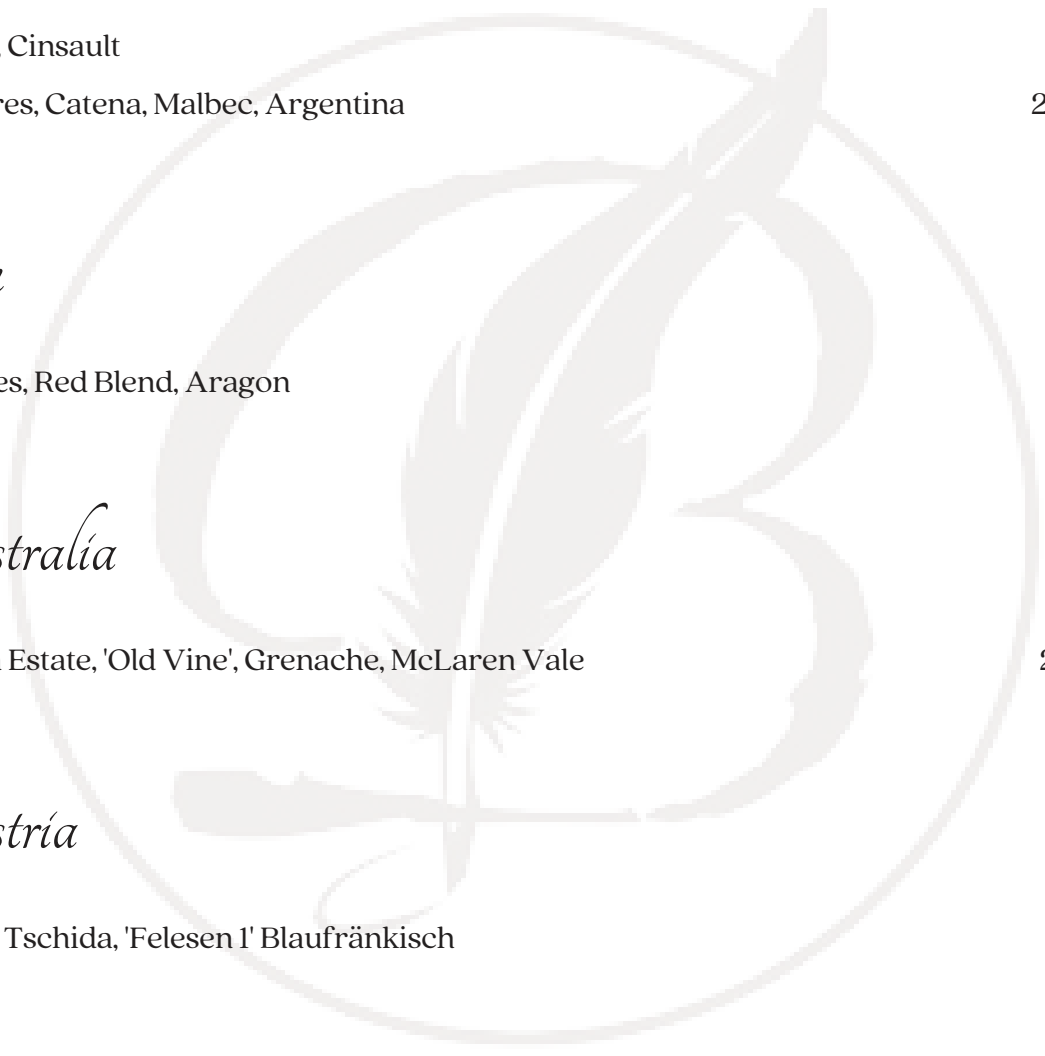 , Cinsault
res, Catena, Malbec, Argentina 2
es, Red Blend, Aragon
stralia
Estate, 'Old Vine', Grenache, McLaren Vale 2
stria
Tschida, 'Felesen 1' Blaufränkisch